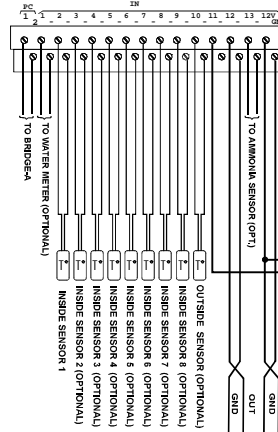 PC
IN
1 2 1 - 2 - 3 - 4 - 5 - 6 - 7 - 8 - 9 - 10 - 11 - 12 - 13 - 12V
TO BRIDGE-A
TO WATER METER (OPTIONAL)
INSIDE SENSOR 1
INSIDE SENSOR 2 (OPTIONAL)
INSIDE SENSOR 3 (OPTIONAL)
INSIDE SENSOR 4 (OPTIONAL)
INSIDE SENSOR 5 (OPTIONAL)
INSIDE SENSOR 6 (OPTIONAL)
INSIDE SENSOR 7 (OPTIONAL)
INSIDE SENSOR 8 (OPTIONAL)
OUTSIDE SENSOR (OPTIONAL)
TO AMMONIA SENSOR (OPT.)
GND
OUT
GND